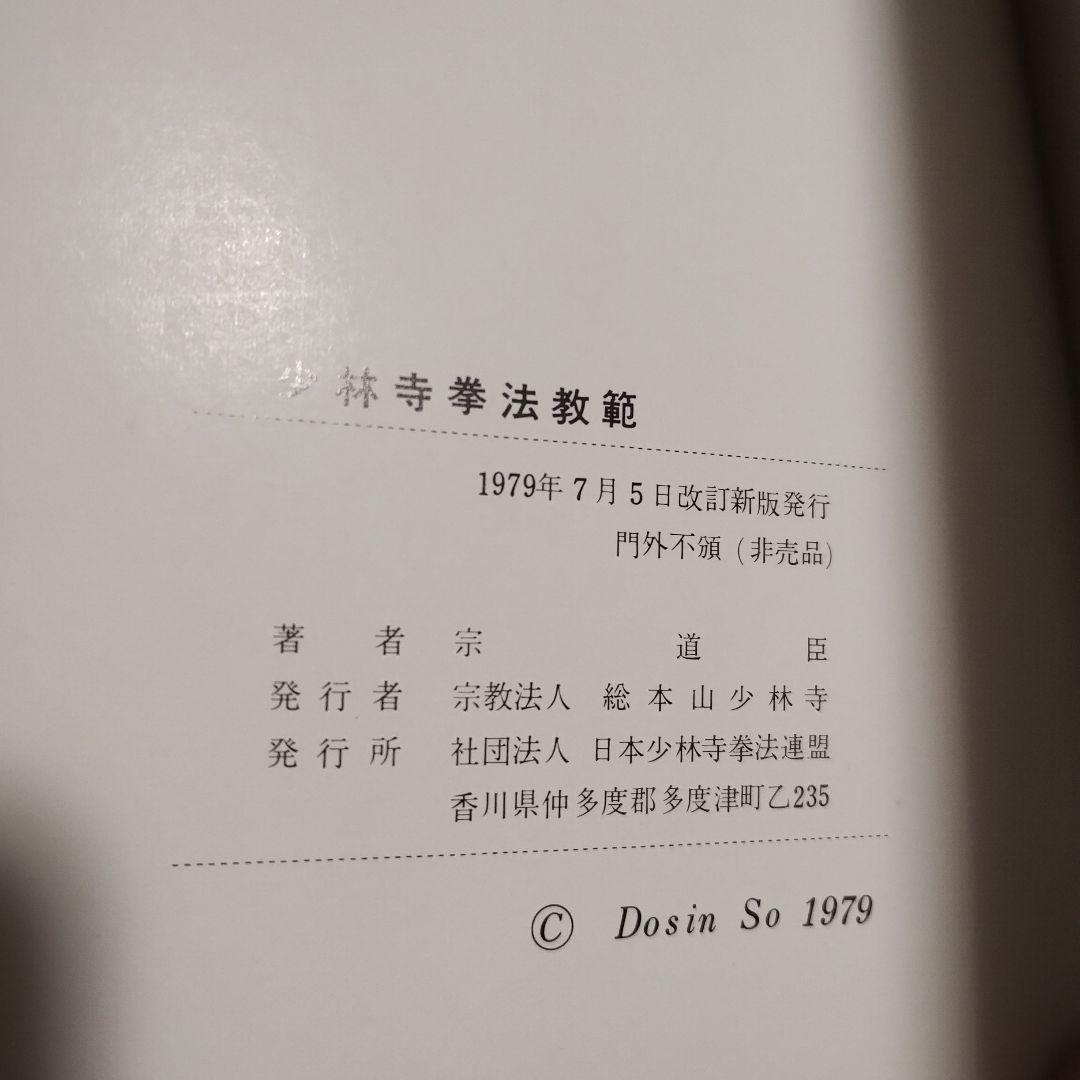 少林寺拳法教範
1979年7月5日改訂新版発行
門外不頒(非売品)
著者 宗道臣
発行者 宗教法人 総本山少林寺
発行所 社団法人 日本少林寺拳法連盟
香川県仲多度郡多度津町乙235
© Dosin So 1979